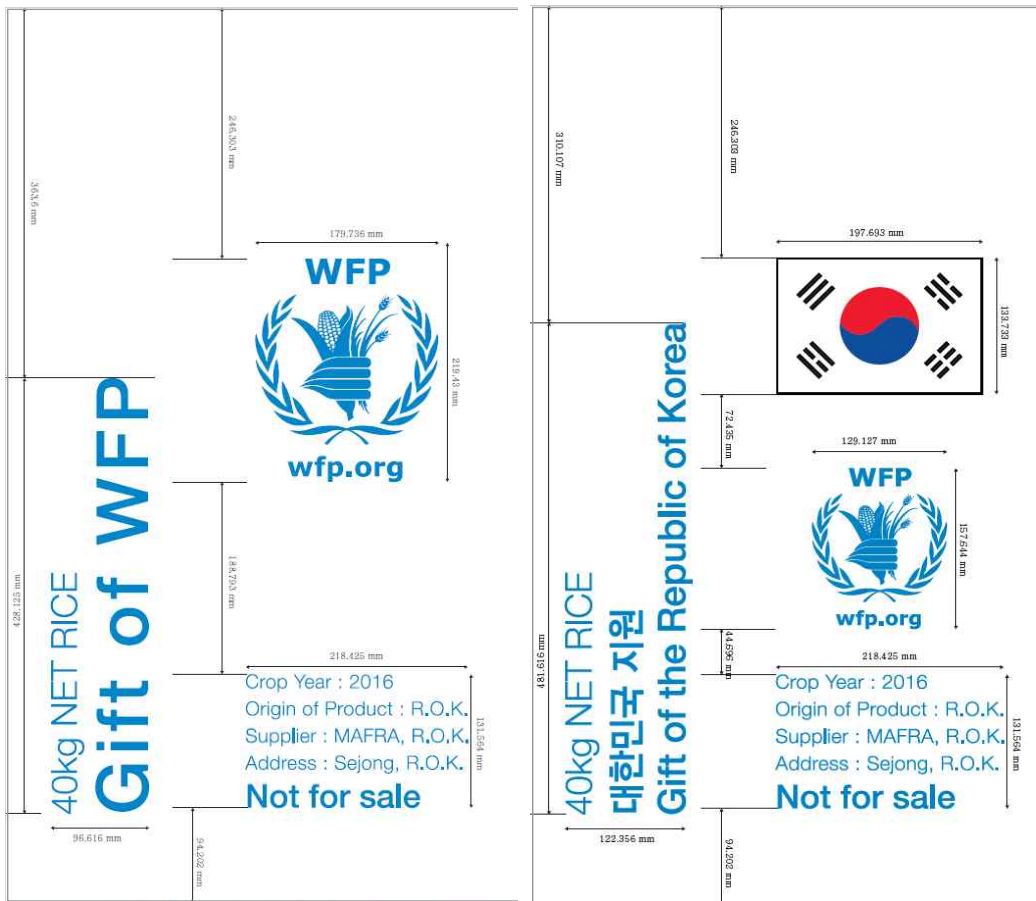 363.6 mm
428.125 mm
246.303 mm
179.736 mm
219.43 mm
188.793 mm
218.425 mm
131.564 mm
96.616 mm
94.202 mm
WFP
wfp.org
40kg NET RICE
Gift of WFP
Crop Year : 2016
Origin of Product : R.O.K.
Supplier : MAFRA, R.O.K.
Address : Sejong, R.O.K.
Not for sale
310.107 mm
481.616 mm
246.303 mm
197.693 mm
133.733 mm
72.435 mm
129.127 mm
157.644 mm
44.696 mm
218.425 mm
131.564 mm
122.356 mm
94.202 mm
WFP
wfp.org
40kg NET RICE
대한민국 지원
Gift of the Republic of Korea
Crop Year : 2016
Origin of Product : R.O.K.
Supplier : MAFRA, R.O.K.
Address : Sejong, R.O.K.
Not for sale